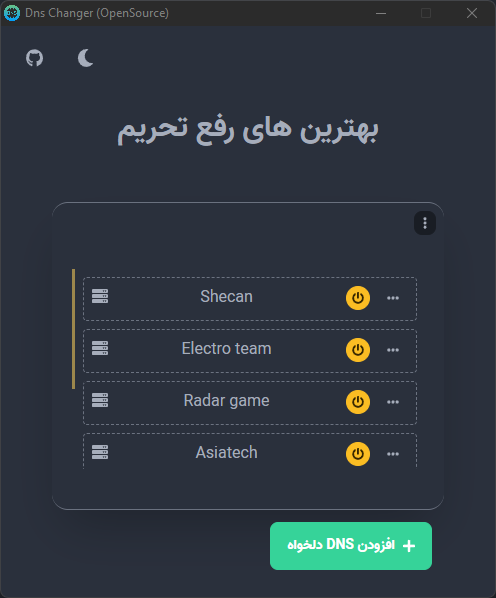 Dns Changer (OpenSource)
بهترین های رفع تحریم
Shecan
Electro team
Radar game
Asiatech
افزودن DNS دلخواه